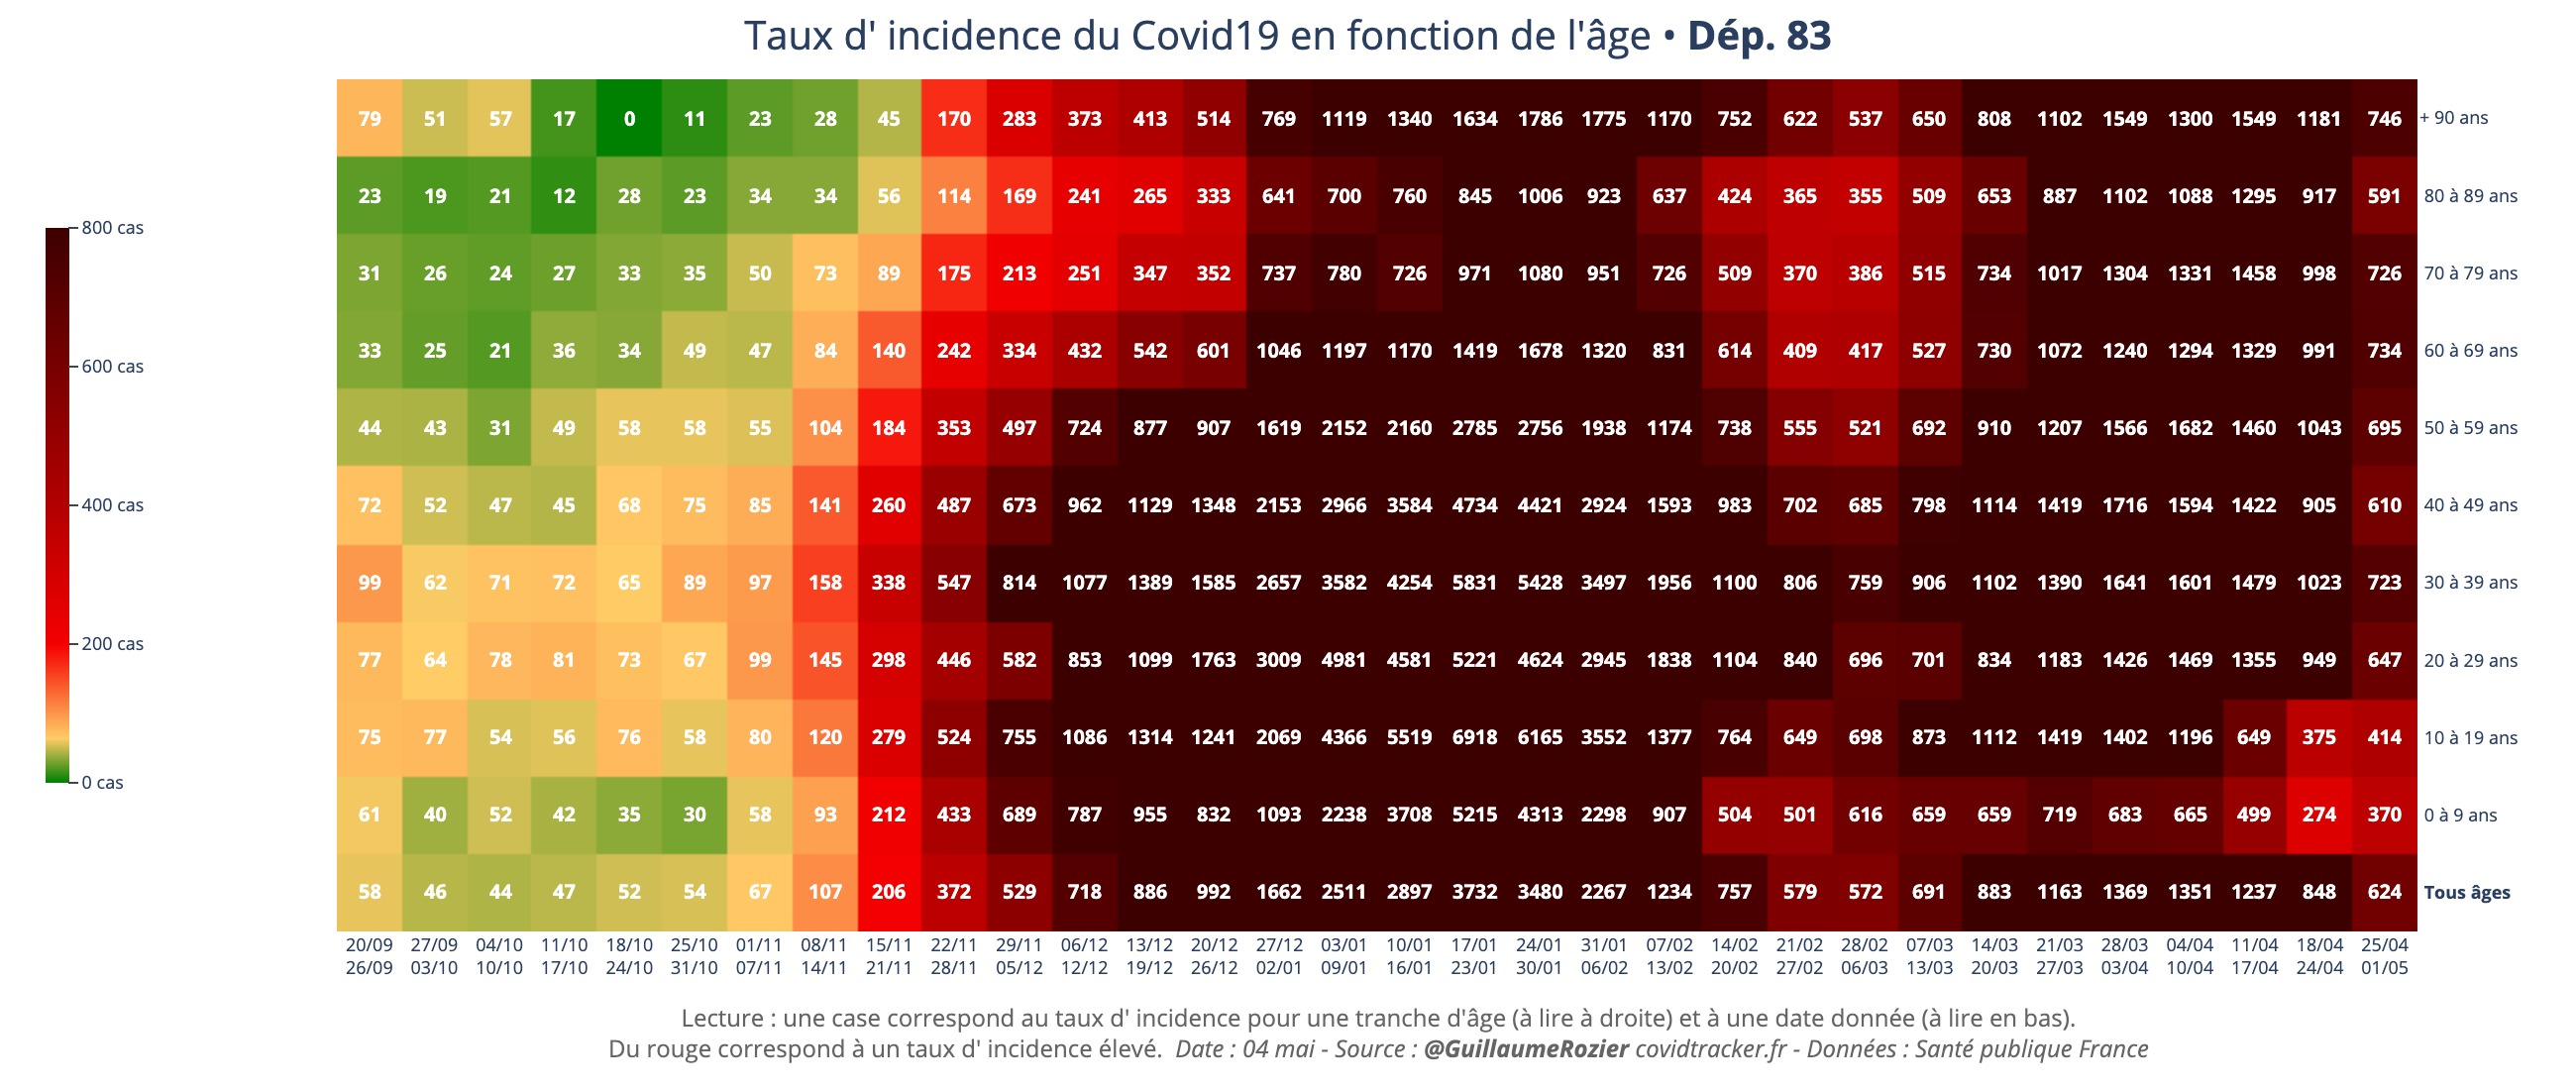 Taux d' incidence du Covid19 en fonction de l'âge • Dép. 83
800 cas
600 cas
400 cas
200 cas
0 cas
79 51 57 17 0 11 23 28 45 170 283 373 413 514 769 1119 1340 1634 1786 1775 1170 752 622 537 650 808 1102 1549 1300 1549 1181 746 + 90 ans
23 19 21 12 28 23 34 34 56 114 169 241 265 333 641 700 760 845 1006 923 637 424 365 355 509 653 887 1102 1088 1295 917 591 80 à 89 ans
31 26 24 27 33 35 50 73 89 175 213 251 347 352 737 780 726 971 1080 951 726 509 370 386 515 734 1017 1304 1331 1458 998 726 70 à 79 ans
33 25 21 36 34 49 47 84 140 242 334 432 542 601 1046 1197 1170 1419 1678 1320 831 614 409 417 527 730 1072 1240 1294 1329 991 734 60 à 69 ans
44 43 31 49 58 58 55 104 184 353 497 724 877 907 1619 2152 2160 2785 2756 1938 1174 738 555 521 692 910 1207 1566 1682 1460 1043 695 50 à 59 ans
72 52 47 45 68 75 85 141 260 487 673 962 1129 1348 2153 2966 3584 4734 4421 2924 1593 983 702 685 798 1114 1419 1716 1594 1422 905 610 40 à 49 ans
99 62 71 72 65 89 97 158 338 547 814 1077 1389 1585 2657 3582 4254 5831 5428 3497 1956 1100 806 759 906 1102 1390 1641 1601 1479 1023 723 30 à 39 ans
77 64 78 81 73 67 99 145 298 446 582 853 1099 1763 3009 4981 4581 5221 4624 2945 1838 1104 840 696 701 834 1183 1426 1469 1355 949 647 20 à 29 ans
75 77 54 56 76 58 80 120 279 524 755 1086 1314 1241 2069 4366 5519 6918 6165 3552 1377 764 649 698 873 1112 1419 1402 1196 649 375 414 10 à 19 ans
61 40 52 42 35 30 58 93 212 433 689 787 955 832 1093 2238 3708 5215 4313 2298 907 504 501 616 659 659 719 683 665 499 274 370 0 à 9 ans
58 46 44 47 52 54 67 107 206 372 529 718 886 992 1662 2511 2897 3732 3480 2267 1234 757 579 572 691 883 1163 1369 1351 1237 848 624 Tous âges
20/09 27/09 04/10 11/10 18/10 25/10 01/11 08/11 15/11 22/11 29/11 06/12 13/12 20/12 27/12 03/01 10/01 17/01 24/01 31/01 07/02 14/02 21/02 28/02 07/03 14/03 21/03 28/03 04/04 11/04 18/04 25/04
26/09 03/10 10/10 17/10 24/10 31/10 07/11 14/11 21/11 28/11 05/12 12/12 19/12 26/12 02/01 09/01 16/01 23/01 30/01 06/02 13/02 20/02 27/02 06/03 13/03 20/03 27/03 03/04 10/04 17/04 24/04 01/05
Lecture : une case correspond au taux d' incidence pour une tranche d'âge (à lire à droite) et à une date donnée (à lire en bas).
Du rouge correspond à un taux d' incidence élevé. Date : 04 mai - Source : @GuillaumeRozier covidtracker.fr - Données : Santé publique France